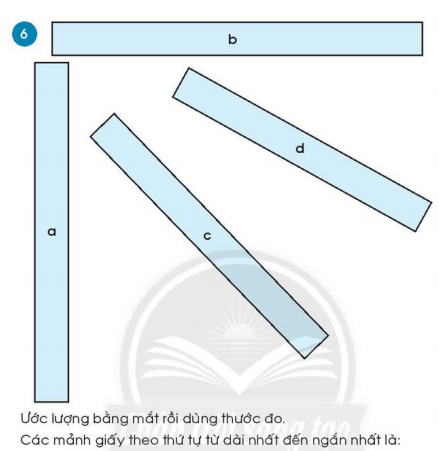 6
b
d
a
c
Ước lượng bằng mắt rồi dùng thước đo.
Các mảnh giấy theo thứ tự từ dài nhất đến ngắn nhất là: